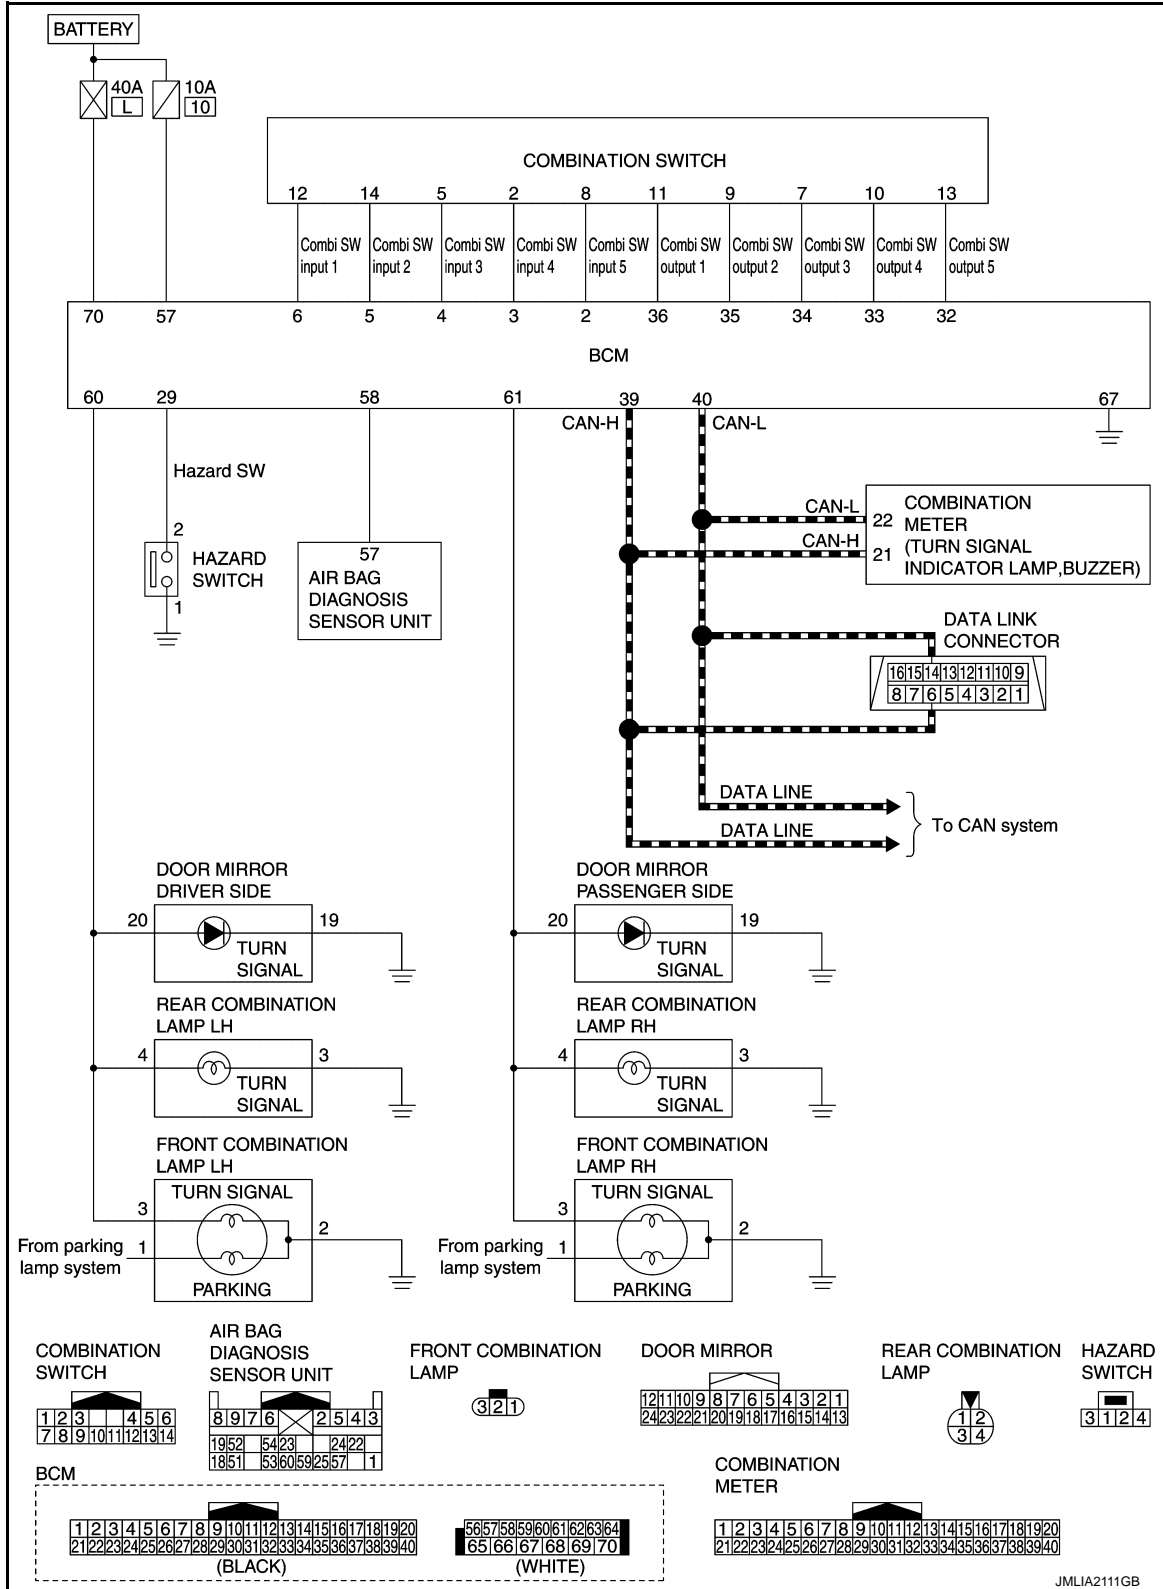 BATTERY
40A
L
10A
10
COMBINATION SWITCH
12 14 5 2 8 11 9 7 10 13
Combi SW input 1
Combi SW input 2
Combi SW input 3
Combi SW input 4
Combi SW input 5
Combi SW output 1
Combi SW output 2
Combi SW output 3
Combi SW output 4
Combi SW output 5
70 57 6 5 4 3 2 36 35 34 33 32
BCM
60 29 58 61 39 40 67
CAN-H
CAN-L
Hazard SW
2
HAZARD
SWITCH
1
57
AIR BAG
DIAGNOSIS
SENSOR UNIT
CAN-L
22
CAN-H
21
COMBINATION
METER
(TURN SIGNAL
INDICATOR LAMP,BUZZER)
DATA LINK
CONNECTOR
16 15 14 13 12 11 10 9
8 7 6 5 4 3 2 1
DATA LINE
DATA LINE
To CAN system
DOOR MIRROR
DRIVER SIDE
20
19
TURN
SIGNAL
DOOR MIRROR
PASSENGER SIDE
20
19
TURN
SIGNAL
REAR COMBINATION
LAMP LH
4
3
TURN
SIGNAL
REAR COMBINATION
LAMP RH
4
3
TURN
SIGNAL
FRONT COMBINATION
LAMP LH
TURN SIGNAL
3
2
From parking
lamp system
1
PARKING
FRONT COMBINATION
LAMP RH
TURN SIGNAL
3
2
From parking
lamp system
1
PARKING
COMBINATION
SWITCH
1 2 3 4 5 6
7 8 9 10 11 12 13 14
AIR BAG
DIAGNOSIS
SENSOR UNIT
8 9 7 6 2 5 4 3
19 52 54 23 24 22
18 51 53 60 59 25 57 1
FRONT COMBINATION
LAMP
3 2 1
DOOR MIRROR
12 11 10 9 8 7 6 5 4 3 2 1
24 23 22 21 20 19 18 17 16 15 14 13
REAR COMBINATION
LAMP
1 2
3 4
HAZARD
SWITCH
3 1 2 4
BCM
1 2 3 4 5 6 7 8 9 10 11 12 13 14 15 16 17 18 19 20
21 22 23 24 25 26 27 28 29 30 31 32 33 34 35 36 37 38 39 40
(BLACK)
56 57 58 59 60 61 62 63 64
65 66 67 68 69 70
(WHITE)
COMBINATION
METER
1 2 3 4 5 6 7 8 9 10 11 12 13 14 15 16 17 18 19 20
21 22 23 24 25 26 27 28 29 30 31 32 33 34 35 36 37 38 39 40
JMLIA2111GB